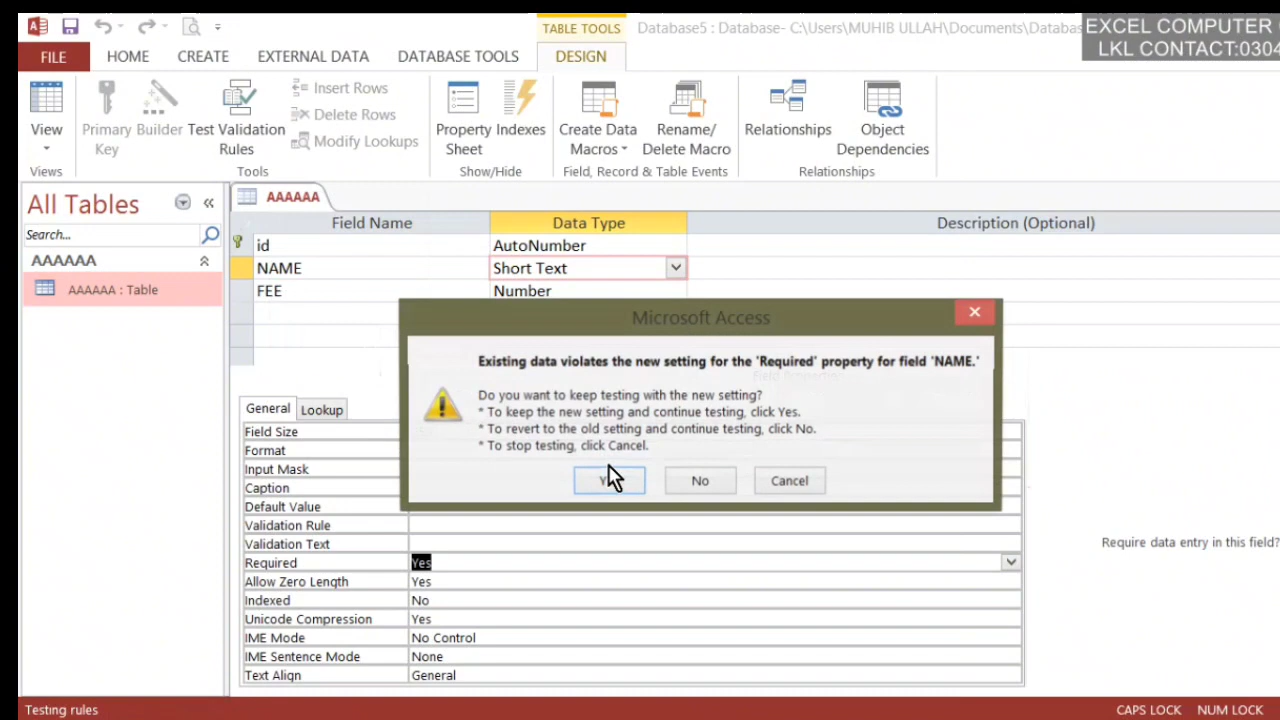 TABLE TOOLS
Database5 : Database- C:\Users\MUHIB ULLAH\Documents\Databas
EXCEL COMPUTER
LKL CONTACT:0304
FILE
HOME
CREATE
EXTERNAL DATA
DATABASE TOOLS
DESIGN
View
Primary Key
Builder
Test Validation Rules
Insert Rows
Delete Rows
Modify Lookups
Property Sheet
Indexes
Create Data Macros
Rename/ Delete Macro
Relationships
Object Dependencies
Views
Tools
Show/Hide
Field, Record & Table Events
Relationships
All Tables
Search...
AAAAAA
AAAAAA : Table
AAAAAA
Field Name
Data Type
Description (Optional)
id
AutoNumber
NAME
Short Text
FEE
Number
Microsoft Access
Existing data violates the new setting for the 'Required' property for field 'NAME.'
Do you want to keep testing with the new setting?
* To keep the new setting and continue testing, click Yes.
* To revert to the old setting and continue testing, click No.
* To stop testing, click Cancel.
No
Cancel
General
Lookup
Field Size
Format
Input Mask
Caption
Default Value
Validation Rule
Validation Text
Required
Yes
Allow Zero Length
Yes
Indexed
No
Unicode Compression
Yes
IME Mode
No Control
IME Sentence Mode
None
Text Align
General
Require data entry in this field?
Testing rules
CAPS LOCK
NUM LOCK